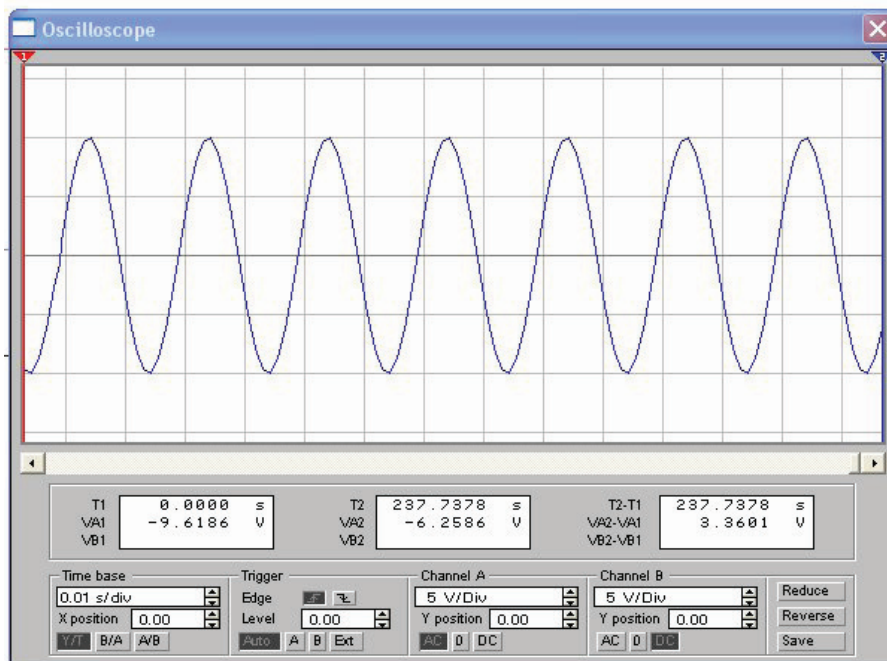 Oscilloscope
1 2
T1 0.0000 s T2 237.7378 s T2-T1 237.7378 s
VA1 -9.6186 V VA2 -6.2586 V VA2-VA1 3.3601 V
VB1 VB2 VB2-VB1
Time base Trigger Channel A Channel B
0.01 s/div Edge 5 V/Div 5 V/Div Reduce
X position 0.00 Level 0.00 Y position 0.00 Y position 0.00 Reverse
Y/T B/A A/B Auto A B Ext AC 0 DC AC 0 DC Save